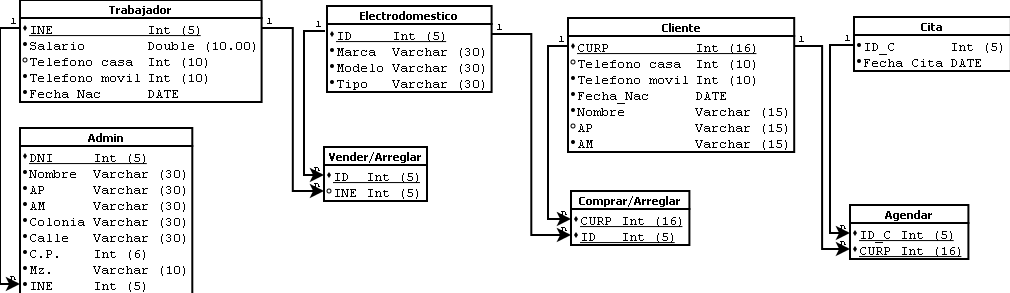 Trabajador
INE Int (5)
Salario Double (10.00)
Telefono casa Int (10)
Telefono movil Int (10)
Fecha Nac DATE
Electrodomestico
ID Int (5)
Marca Varchar (30)
Modelo Varchar (30)
Tipo Varchar (30)
Cliente
CURP Int (16)
Telefono casa Int (10)
Telefono movil Int (10)
Fecha_Nac DATE
Nombre Varchar (15)
AP Varchar (15)
AM Varchar (15)
Cita
ID_C Int (5)
Fecha Cita DATE
Admin
DNI Int (5)
Nombre Varchar (30)
AP Varchar (30)
AM Varchar (30)
Colonia Varchar (30)
Calle Varchar (30)
C.P. Int (6)
Mz. Varchar (10)
INE Int (5)
Vender/Arreglar
ID Int (5)
INE Int (5)
Comprar/Arreglar
CURP Int (16)
ID Int (5)
Agendar
ID_C Int (5)
CURP Int (16)
1
1
1
1
1
1
1